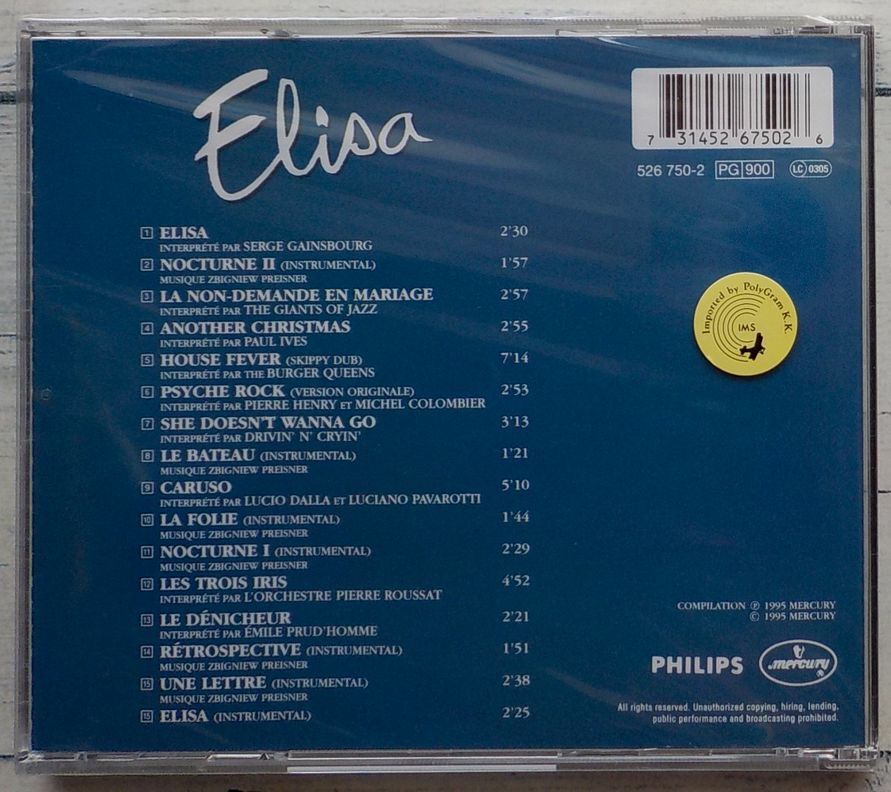 Elisa
7 31452 67502 6
526 750-2 PG 900 LC 0305
1 ELISA 2'30
INTERPRÉTÉ PAR SERGE GAINSBOURG
2 NOCTURNE II (INSTRUMENTAL) 1'57
MUSIQUE ZBIGNIEW PREISNER
3 LA NON-DEMANDE EN MARIAGE 2'57
INTERPRÉTÉ PAR THE GIANTS OF JAZZ
4 ANOTHER CHRISTMAS 2'55
INTERPRÉTÉ PAR PAUL IVES
5 HOUSE FEVER (SKIPPY DUB) 7'14
INTERPRÉTÉ PAR THE BURGER QUEENS
6 PSYCHE ROCK (VERSION ORIGINALE) 2'53
INTERPRÉTÉ PAR PIERRE HENRY ET MICHEL COLOMBIER
7 SHE DOESN'T WANNA GO 3'13
INTERPRÉTÉ PAR DRIVIN' N' CRYIN'
8 LE BATEAU (INSTRUMENTAL) 1'21
MUSIQUE ZBIGNIEW PREISNER
9 CARUSO 5'10
INTERPRÉTÉ PAR LUCIO DALLA ET LUCIANO PAVAROTTI
10 LA FOLIE (INSTRUMENTAL) 1'44
MUSIQUE ZBIGNIEW PREISNER
11 NOCTURNE I (INSTRUMENTAL) 2'29
MUSIQUE ZBIGNIEW PREISNER
12 LES TROIS IRIS 4'52
INTERPRÉTÉ PAR L'ORCHESTRE PIERRE ROUSSAT
13 LE DÉNICHEUR 2'21
INTERPRÉTÉ PAR ÉMILE PRUD'HOMME
14 RÉTROSPECTIVE (INSTRUMENTAL) 1'51
MUSIQUE ZBIGNIEW PREISNER
15 UNE LETTRE (INSTRUMENTAL) 2'38
MUSIQUE ZBIGNIEW PREISNER
15 ELISA (INSTRUMENTAL) 2'25
Imported by PolyGram K.K.
IMS
COMPILATION ℗ 1995 MERCURY
© 1995 MERCURY
PHILIPS mercury
All rights reserved. Unauthorized copying, hiring, lending,
public performance and broadcasting prohibited.